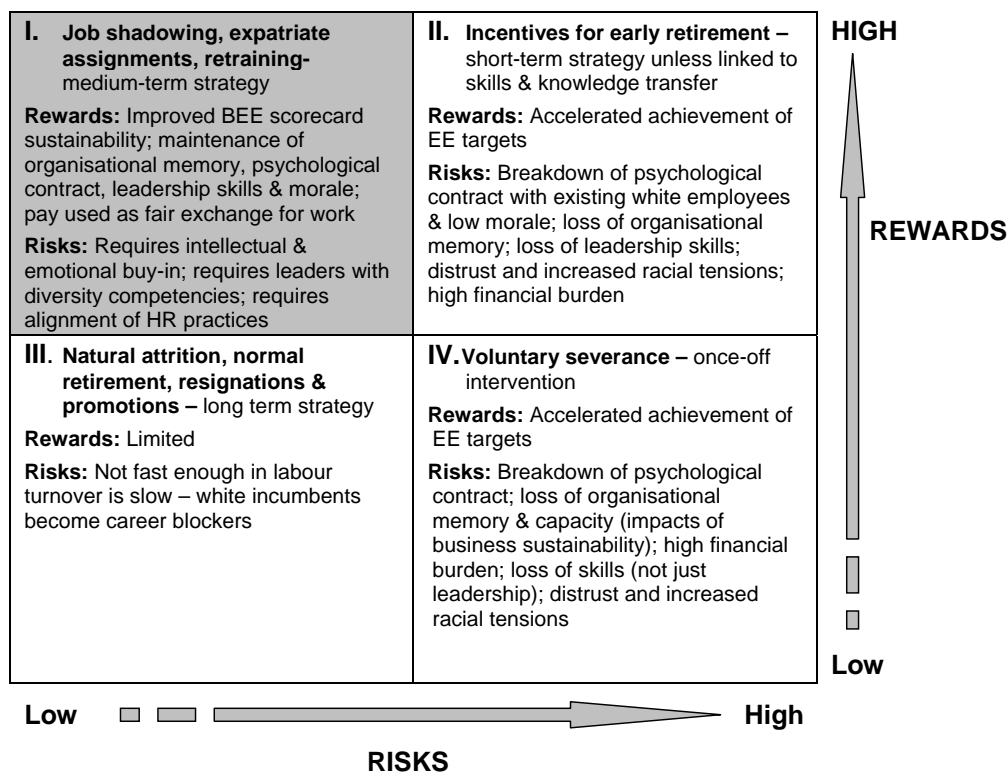 I. Job shadowing, expatriate
assignments, retraining-
medium-term strategy
Rewards: Improved BEE scorecard
sustainability; maintenance of
organisational memory, psychological
contract, leadership skills & morale;
pay used as fair exchange for work
Risks: Requires intellectual &
emotional buy-in; requires leaders with
diversity competencies; requires
alignment of HR practices
II. Incentives for early retirement –
short-term strategy unless linked to
skills & knowledge transfer
Rewards: Accelerated achievement of
EE targets
Risks: Breakdown of psychological
contract with existing white employees
& low morale; loss of organisational
memory; loss of leadership skills;
distrust and increased racial tensions;
high financial burden
HIGH
REWARDS
III. Natural attrition, normal
retirement, resignations &
promotions – long term strategy
Rewards: Limited
Risks: Not fast enough in labour
turnover is slow – white incumbents
become career blockers
IV. Voluntary severance – once-off
intervention
Rewards: Accelerated achievement of
EE targets
Risks: Breakdown of psychological
contract; loss of organisational
memory & capacity (impacts of
business sustainability); high financial
burden; loss of skills (not just
leadership); distrust and increased
racial tensions
Low
Low
High
RISKS